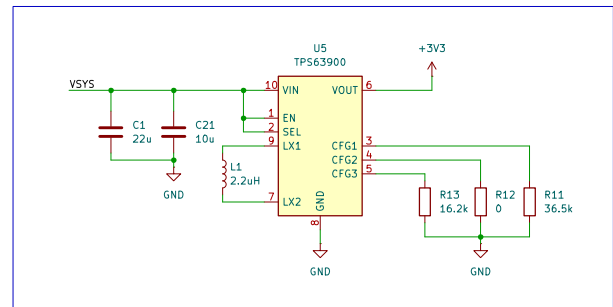 U5
TPS63900
+3V3
VSYS
10 VIN VOUT 6
1 EN
2 SEL
9 LX1 CFG1 3
CFG2 4
CFG3 5
7 LX2
GND
8
C1
22u
C21
10u
GND
L1
2.2uH
R13
16.2k
R12
0
R11
36.5k
GND
GND